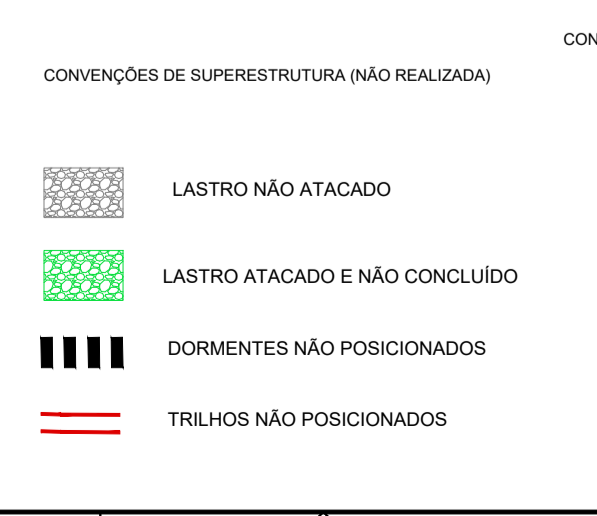 CON
CONVENÇÕES DE SUPERESTRUTURA (NÃO REALIZADA)
LASTRO NÃO ATACADO
LASTRO ATACADO E NÃO CONCLUÍDO
DORMENTES NÃO POSICIONADOS
TRILHOS NÃO POSICIONADOS